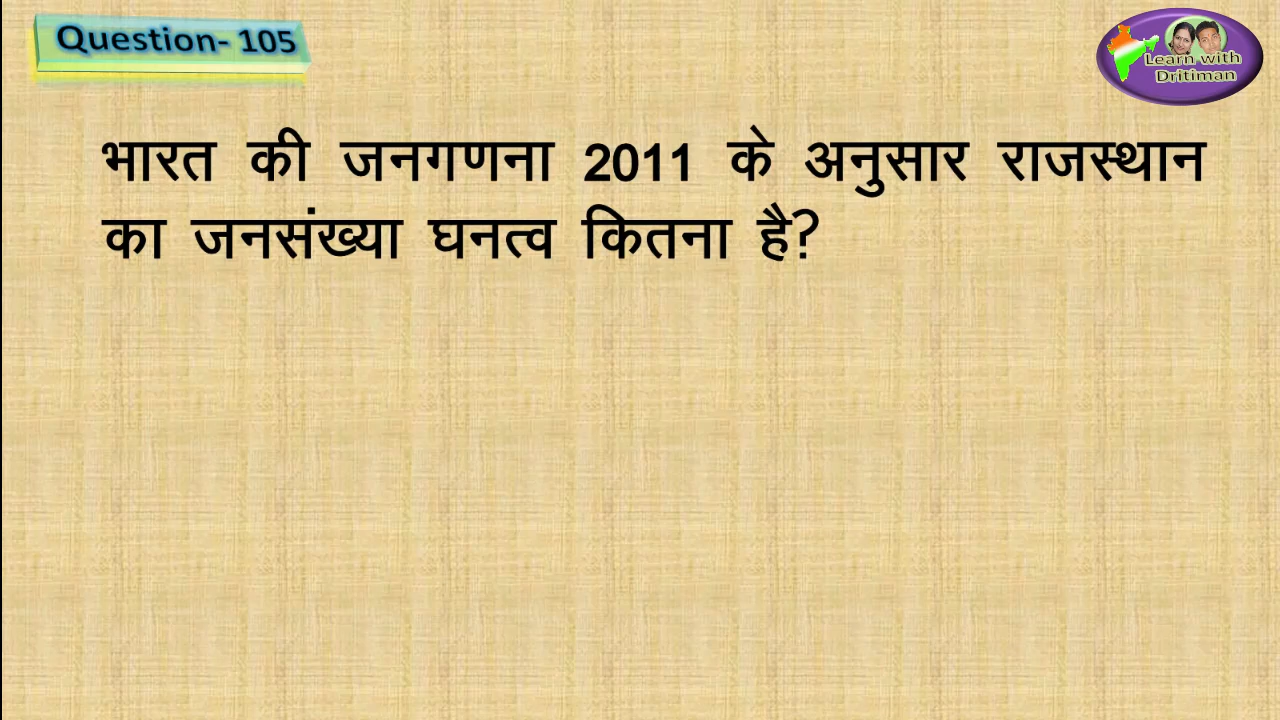 Question- 105
Learn with
Dritiman
भारत की जनगणना 2011 के अनुसार राजस्थान
का जनसंख्या घनत्व कितना है?